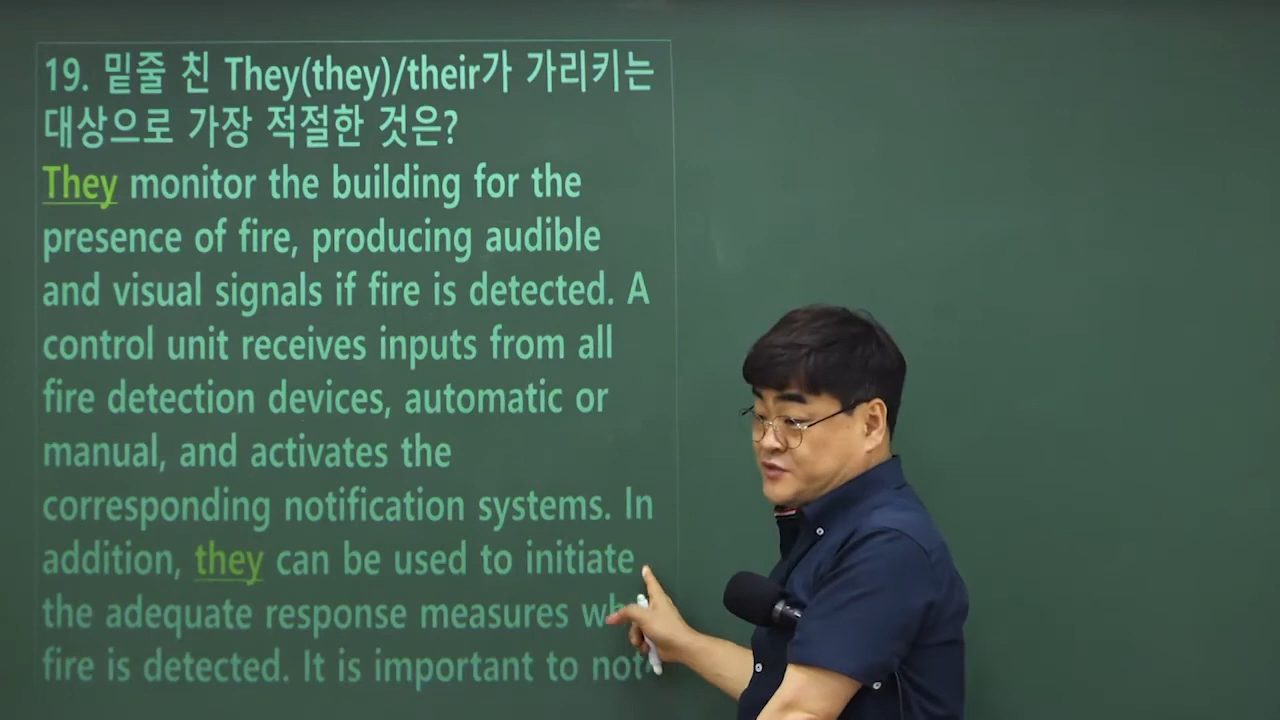 19. 밑줄 친 They(they)/their가 가리키는
대상으로 가장 적절한 것은?
They monitor the building for the
presence of fire, producing audible
and visual signals if fire is detected. A
control unit receives inputs from all
fire detection devices, automatic or
manual, and activates the
corresponding notification systems. In
addition, they can be used to initiate
the adequate response measures
fire is detected. It is important to not